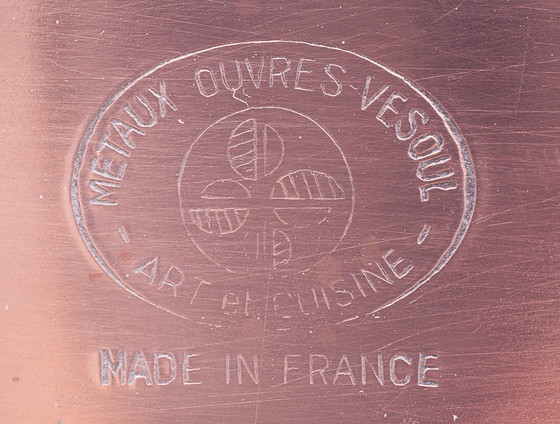 METAUX OUVRES-VESOUL
- ART et CUISINE -
MADE IN FRANCE